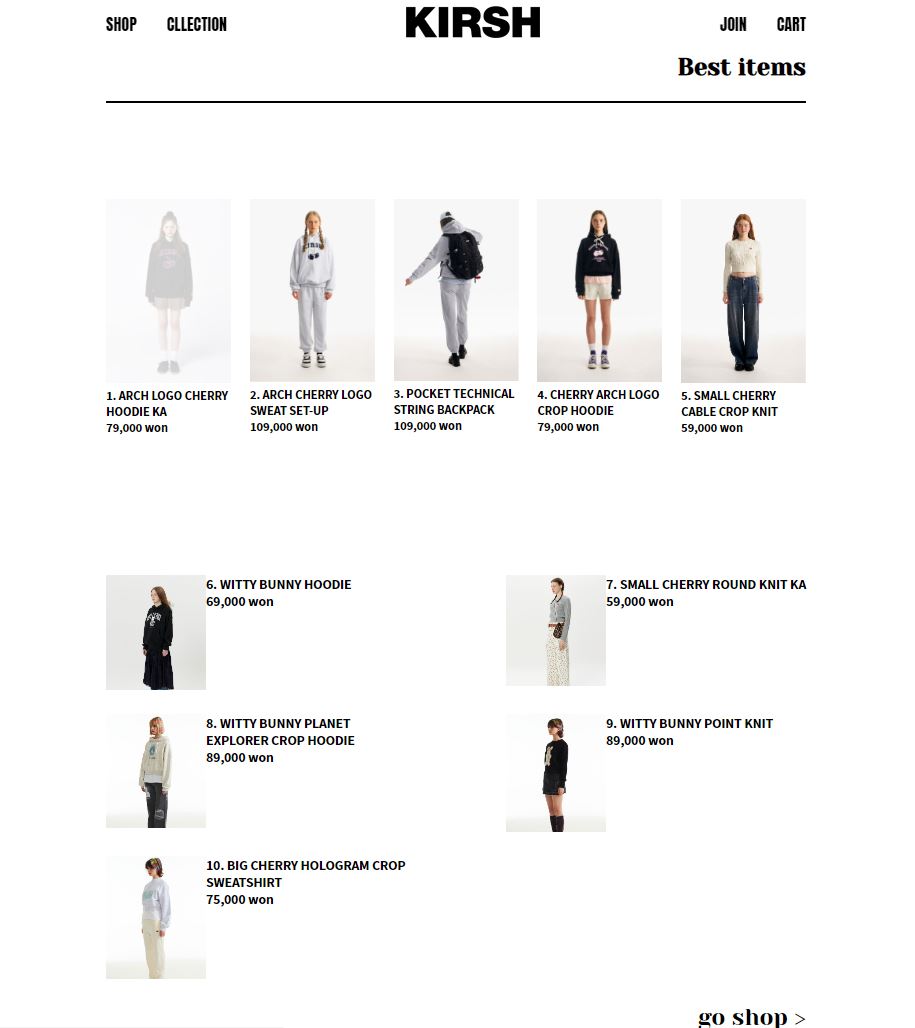 SHOP CLLECTION KIRSH JOIN CART
Best items
1. ARCH LOGO CHERRY
HOODIE KA
79,000 won
2. ARCH CHERRY LOGO
SWEAT SET-UP
109,000 won
3. POCKET TECHNICAL
STRING BACKPACK
109,000 won
4. CHERRY ARCH LOGO
CROP HOODIE
79,000 won
5. SMALL CHERRY
CABLE CROP KNIT
59,000 won
6. WITTY BUNNY HOODIE
69,000 won
7. SMALL CHERRY ROUND KNIT KA
59,000 won
8. WITTY BUNNY PLANET
EXPLORER CROP HOODIE
89,000 won
9. WITTY BUNNY POINT KNIT
89,000 won
10. BIG CHERRY HOLOGRAM CROP
SWEATSHIRT
75,000 won
go shop >